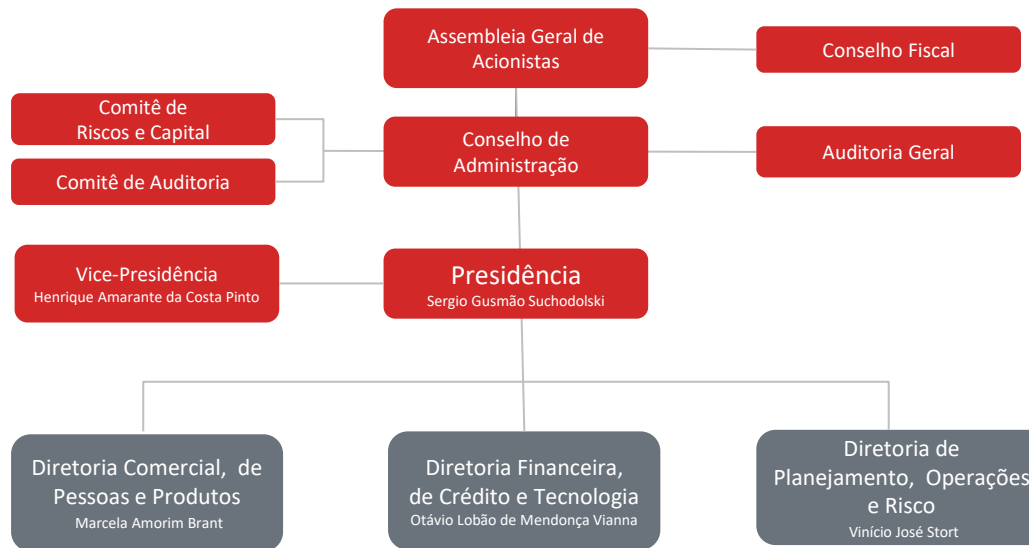 Assembleia Geral de
Acionistas
Conselho Fiscal
Comitê de
Riscos e Capital
Comitê de Auditoria
Conselho de
Administração
Auditoria Geral
Vice-Presidência
Henrique Amarante da Costa Pinto
Presidência
Sergio Gusmão Suchodolski
Diretoria Comercial, de
Pessoas e Produtos
Marcela Amorim Brant
Diretoria Financeira,
de Crédito e Tecnologia
Otávio Lobão de Mendonça Vianna
Diretoria de
Planejamento, Operações
e Risco
Vinício José Stort